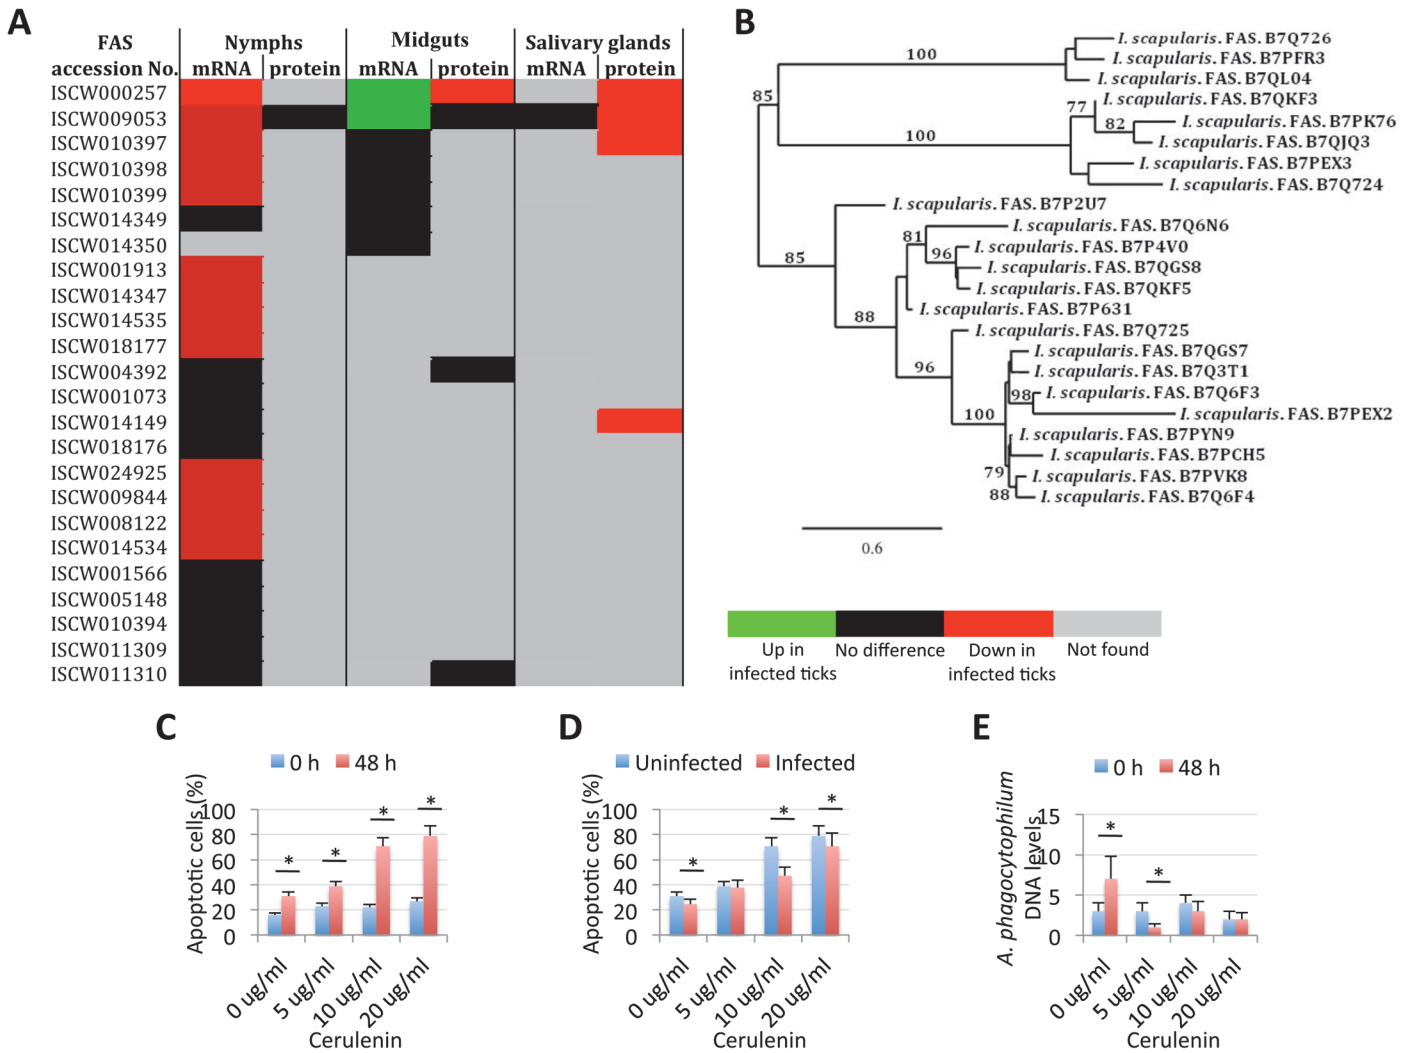 A
FAS
accession No.
Nymphs
Midguts
Salivary glands
mRNA
protein
mRNA
protein
mRNA
protein
ISCW000257
ISCW009053
ISCW010397
ISCW010398
ISCW010399
ISCW014349
ISCW014350
ISCW001913
ISCW014347
ISCW014535
ISCW018177
ISCW004392
ISCW001073
ISCW014149
ISCW018176
ISCW024925
ISCW009844
ISCW008122
ISCW014534
ISCW001566
ISCW005148
ISCW010394
ISCW011309
ISCW011310
B
I. scapularis. FAS. B7Q726
100
I. scapularis. FAS. B7PFR3
I. scapularis. FAS. B7QL04
85
I. scapularis. FAS. B7QKF3
77
I. scapularis. FAS. B7PK76
82
100
I. scapularis. FAS. B7QJQ3
I. scapularis. FAS. B7PEX3
I. scapularis. FAS. B7Q724
I. scapularis. FAS. B7P2U7
I. scapularis. FAS. B7Q6N6
81
I. scapularis. FAS. B7P4V0
96
85
I. scapularis. FAS. B7QGS8
I. scapularis. FAS. B7QKF5
I. scapularis. FAS. B7P631
88
I. scapularis. FAS. B7Q725
I. scapularis. FAS. B7QGS7
96
I. scapularis. FAS. B7Q3T1
98
I. scapularis. FAS. B7Q6F3
100
I. scapularis. FAS. B7PEX2
I. scapularis. FAS. B7PYN9
I. scapularis. FAS. B7PCH5
79
I. scapularis. FAS. B7PVK8
88
I. scapularis. FAS. B7Q6F4
0.6
Up in
infected ticks
No difference
Down in
infected ticks
Not found
C
0 h
48 h
Apoptotic cells (%)
100
80
60
40
20
0
*
*
*
*
0 ug/ml
5 ug/ml
10 ug/ml
20 ug/ml
Cerulenin
D
Uninfected
Infected
Apoptotic cells (%)
100
80
60
40
20
0
*
*
*
0 ug/ml
5 ug/ml
10 ug/ml
20 ug/ml
Cerulenin
E
0 h
48 h
A. phagocytophilum
DNA levels
15
10
5
0
*
*
0 ug/ml
5 ug/ml
10 ug/ml
20 ug/ml
Cerulenin